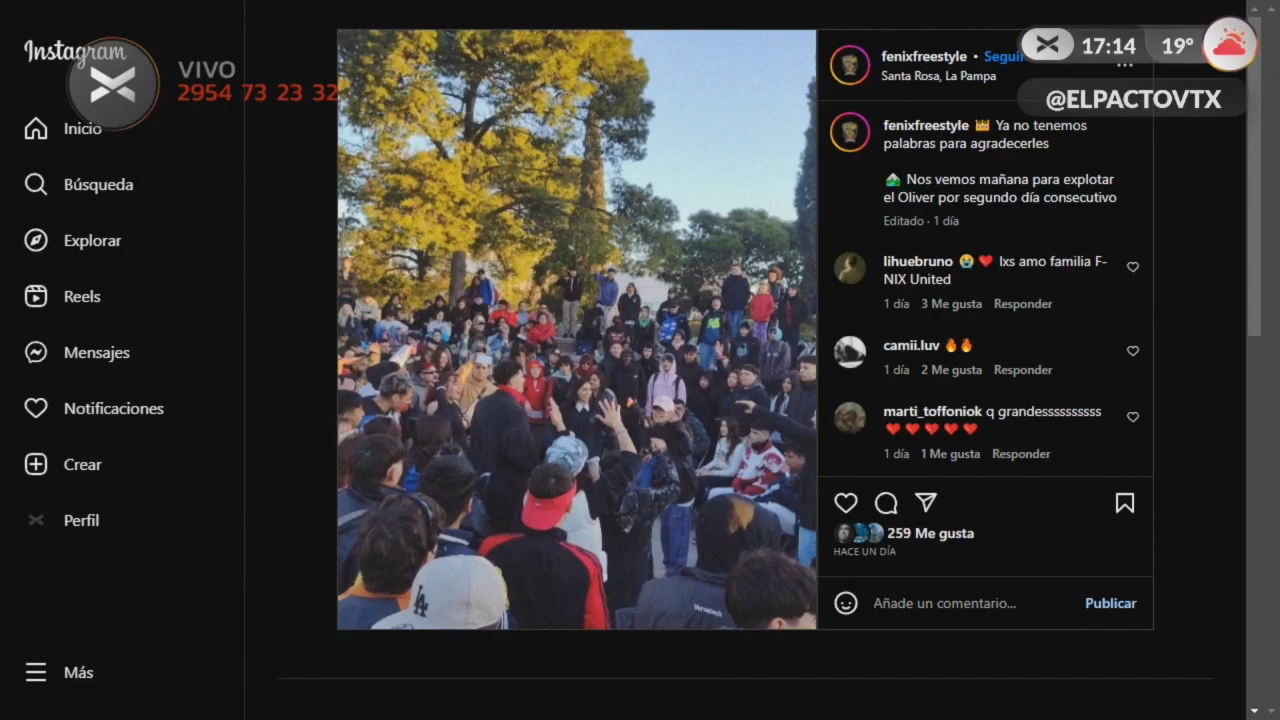 Instagram
VIVO
2954 73 23 32
Inicio
Búsqueda
Explorar
Reels
Mensajes
Notificaciones
Crear
Perfil
Más
LA
Versatech
fenixfreestyle • Seguir
Santa Rosa, La Pampa
17:14 19°
@ELPACTOVTX
fenixfreestyle 👑 Ya no tenemos
palabras para agradecerles
🏞️ Nos vemos mañana para explotar
el Oliver por segundo día consecutivo
Editado · 1 día
lihuebruno 😭 ❤️ lxs amo familia F-
NIX United
1 día 3 Me gusta Responder
camii.luv 🔥🔥
1 día 2 Me gusta Responder
marti_toffoniok q grandesssssssssss
❤️❤️❤️❤️❤️
1 día 1 Me gusta Responder
259 Me gusta
HACE UN DÍA
Añade un comentario...
Publicar